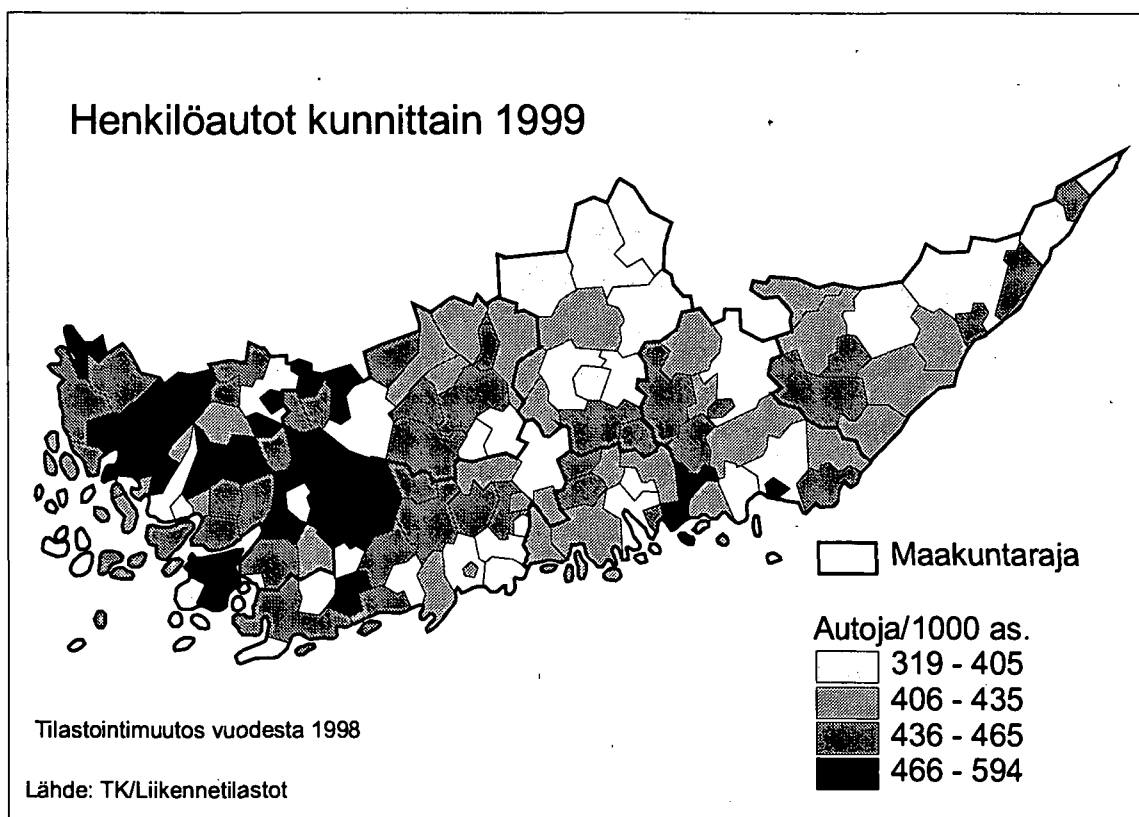 Henkilöautot kunnittain 1999
Maakuntaraja
Autoja/1000 as.
319 - 405
406 - 435
436 - 465
466 - 594
Tilastointimuutos vuodesta 1998
Lähde: TK/Liikennetilastot